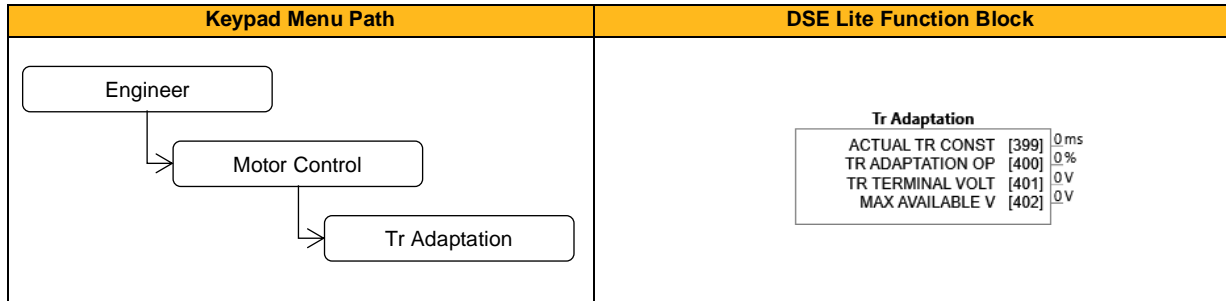 Keypad Menu Path
DSE Lite Function Block
Engineer
Motor Control
Tr Adaptation
Tr Adaptation
ACTUAL TR CONST [399] 0 ms
TR ADAPTATION OP [400] 0 %
TR TERMINAL VOLT [401] 0 V
MAX AVAILABLE V [402] 0 V